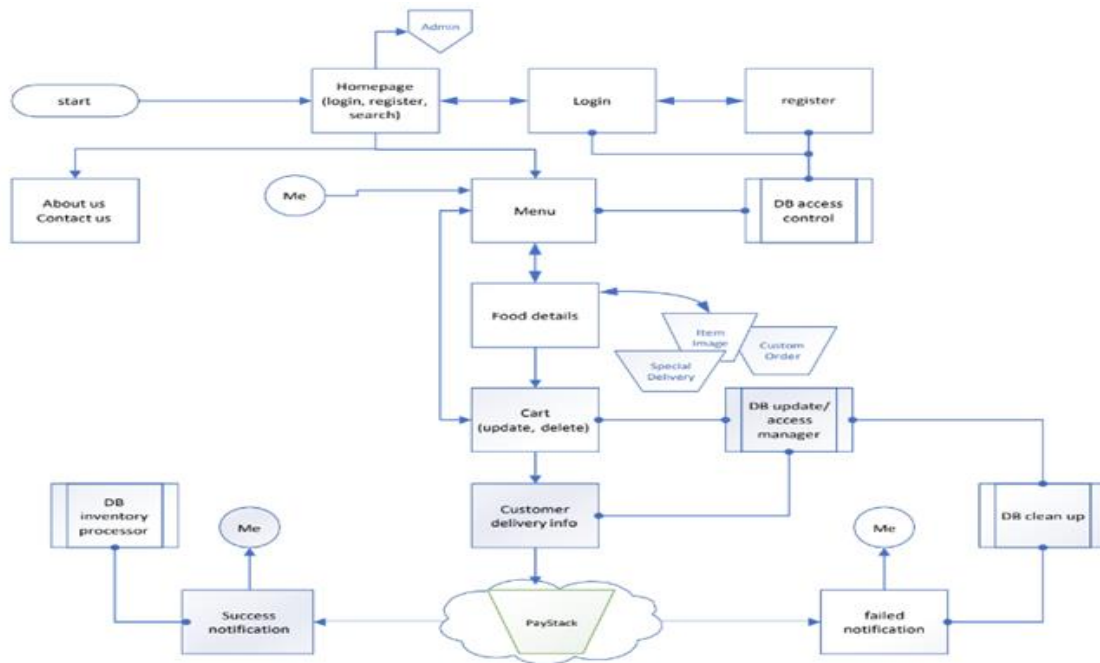 Admin
start
Homepage
(login, register,
search)
Login
register
About us
Contact us
Me
Menu
DB access
control
Food details
Item
Image
Custom
Order
Special
Delivery
Cart
(update, delete)
DB update/
access
manager
DB
inventory
processor
Me
Customer
delivery info
Me
DB clean up
Success
notification
PayStack
failed
notification